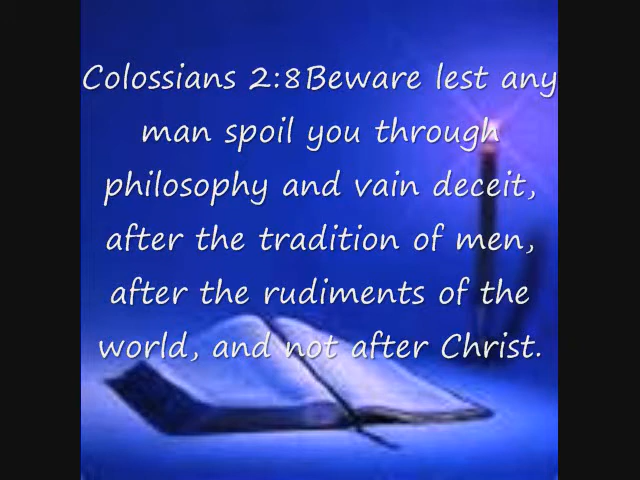 Colossians 2:8Beware lest any
man spoil you through
philosophy and vain deceit,
after the tradition of men,
after the rudiments of the
world, and not after Christ.